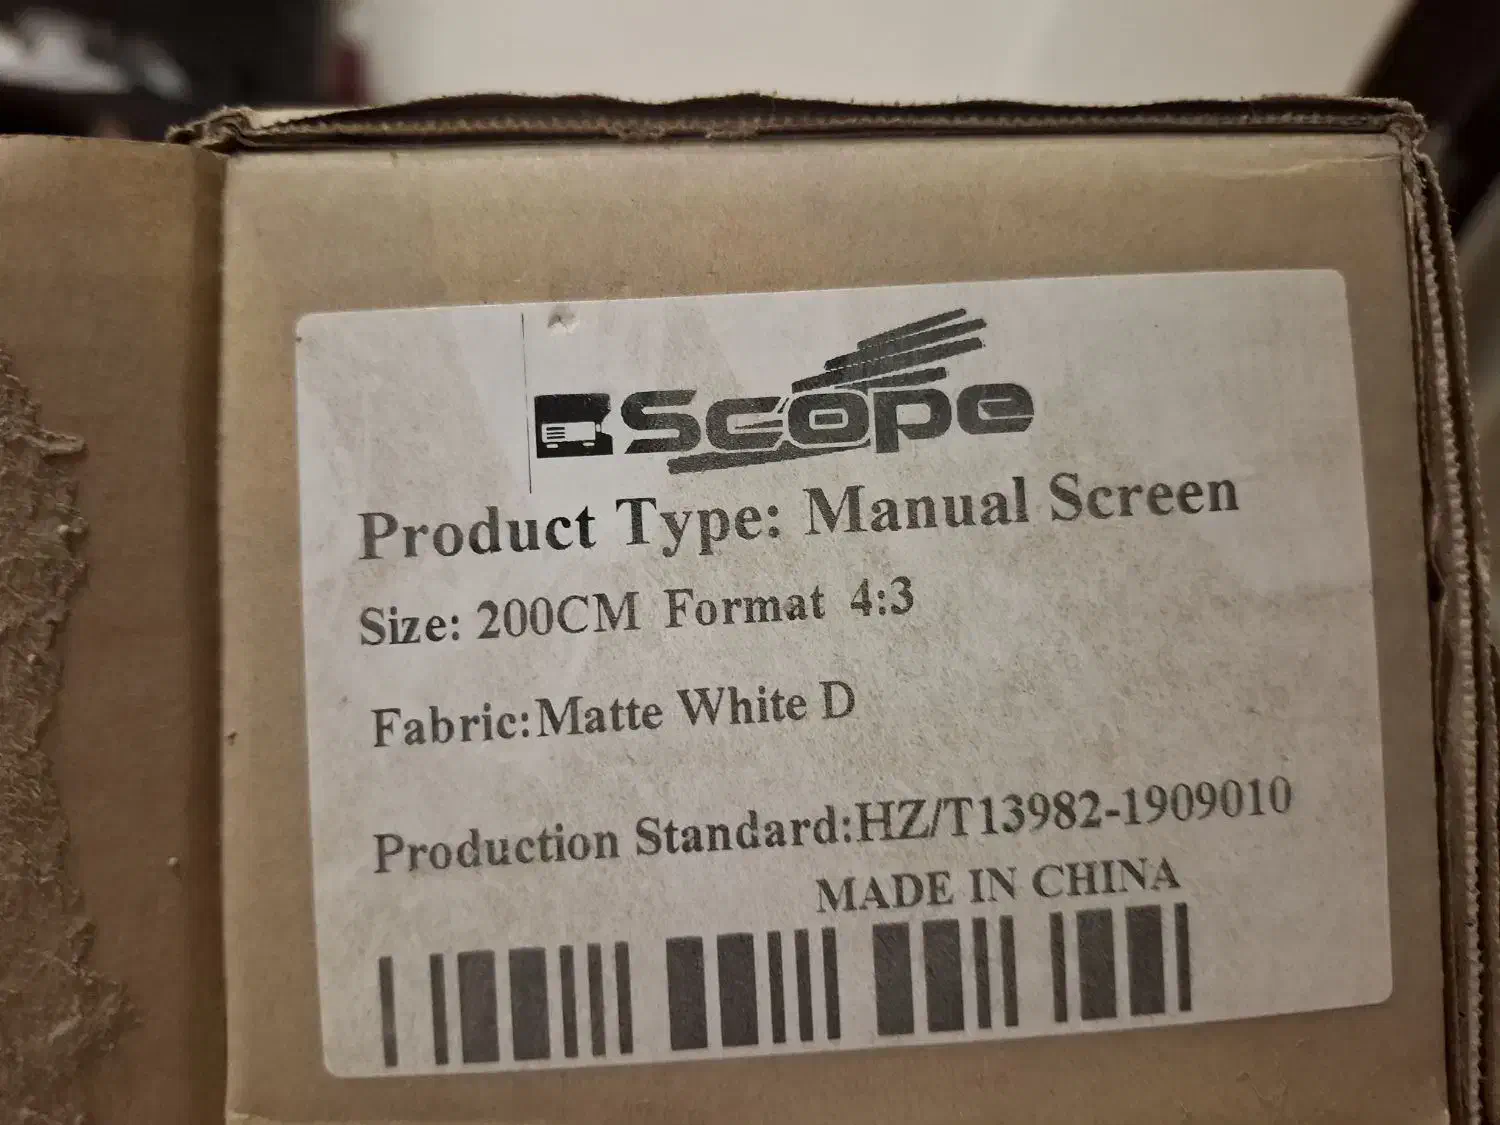 Scope
Product Type: Manual Screen
Size: 200CM Format 4:3
Fabric:Matte White D
Production Standard:HZ/T13982-1909010
MADE IN CHINA